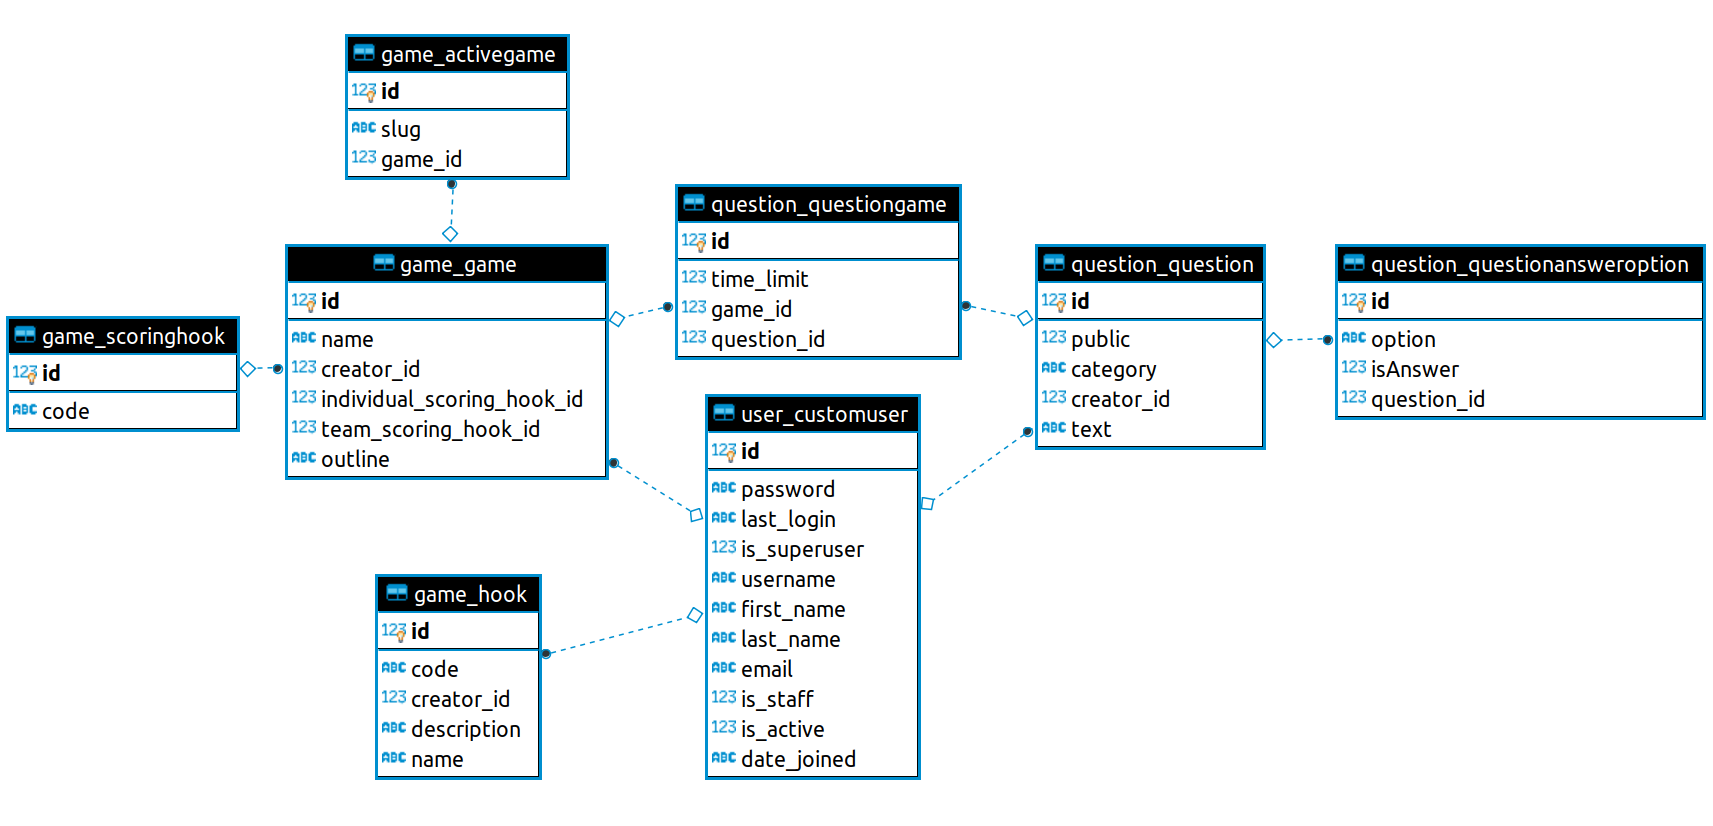 game_activegame
123 id
ABC slug
123 game_id
game_game
123 id
ABC name
123 creator_id
123 individual_scoring_hook_id
123 team_scoring_hook_id
ABC outline
game_scoringhook
123 id
ABC code
question_questiongame
123 id
123 time_limit
123 game_id
123 question_id
question_question
123 id
123 public
ABC category
123 creator_id
ABC text
question_questionansweroption
123 id
ABC option
123 isAnswer
123 question_id
user_customuser
123 id
ABC password
ABC last_login
123 is_superuser
ABC username
ABC first_name
ABC last_name
ABC email
123 is_staff
123 is_active
ABC date_joined
game_hook
123 id
ABC code
123 creator_id
ABC description
ABC name